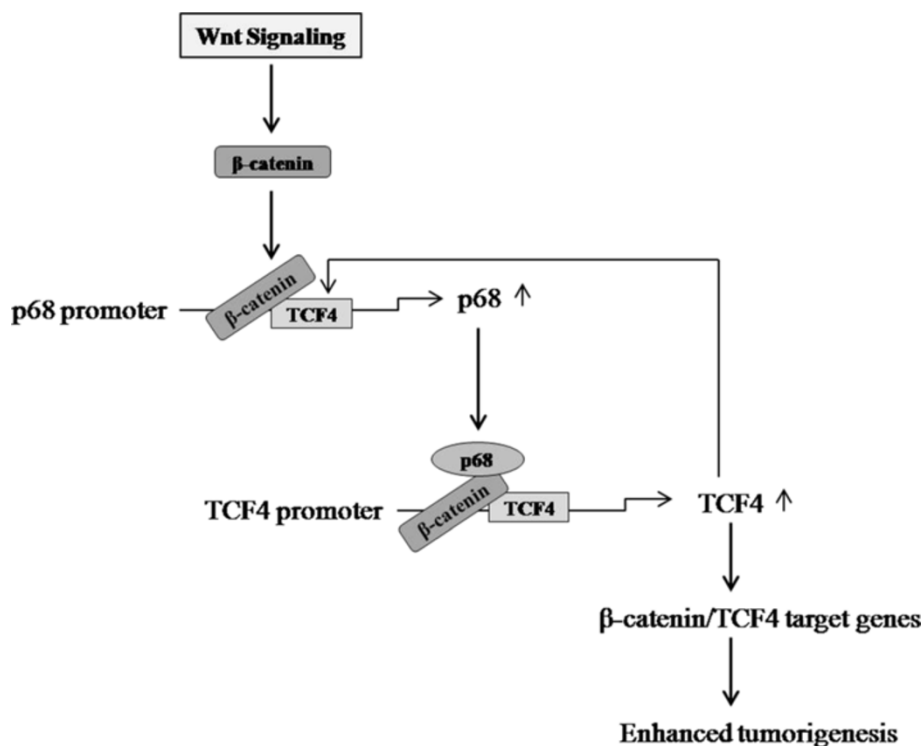 Wnt Signaling
β-catenin
p68 promoter
β-catenin
TCF4
p68 ↑
p68
TCF4 promoter
β-catenin
TCF4
TCF4 ↑
β-catenin/TCF4 target genes
Enhanced tumorigenesis